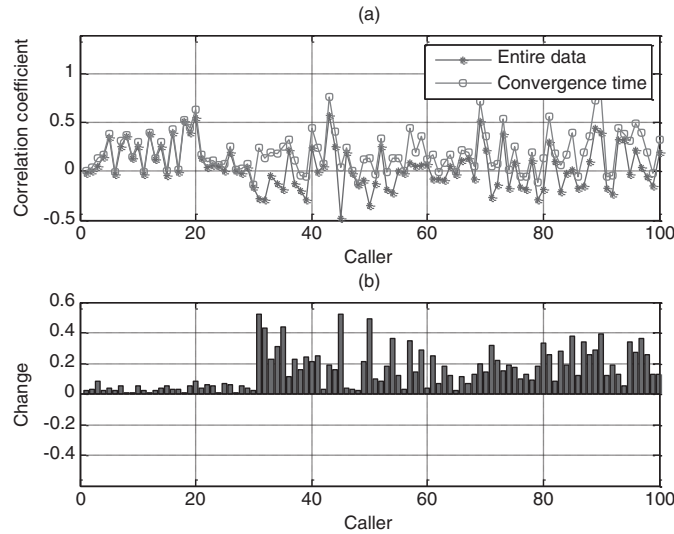 (a)
Correlation coefficient
1
0.5
0
-0.5
Entire data
Convergence time
0 20 40 60 80 100
Caller
(b)
Change
0.6
0.4
0.2
0
-0.2
-0.4
0 20 40 60 80 100
Caller